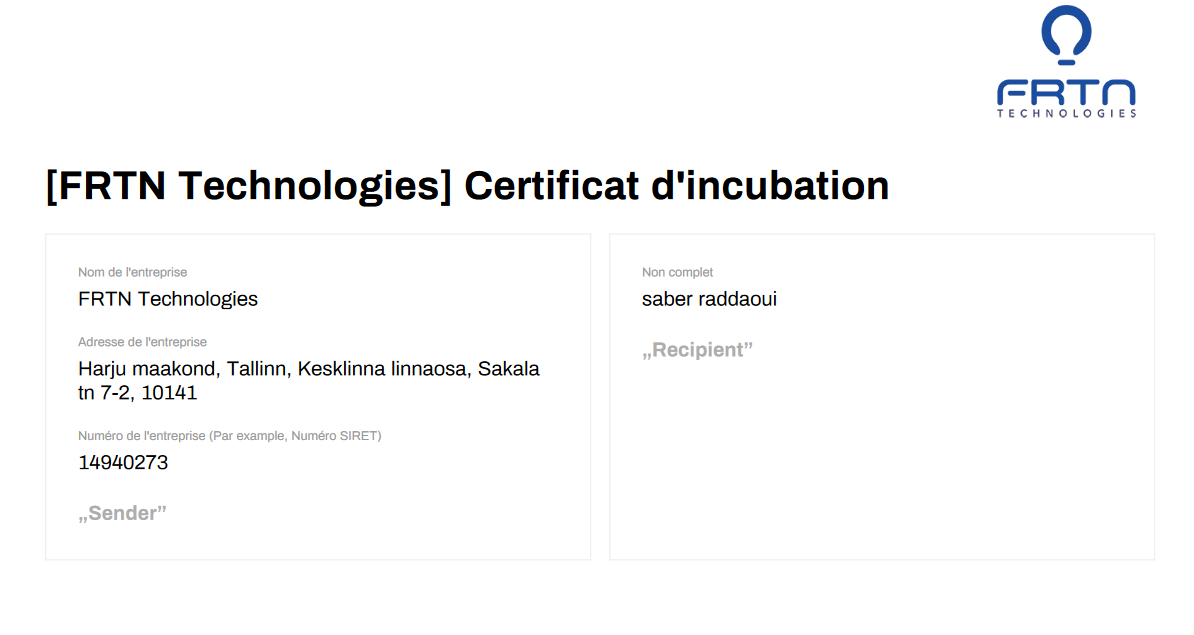 FRTN
TECHNOLOGIES
[FRTN Technologies] Certificat d'incubation
Nom de l'entreprise
FRTN Technologies
Adresse de l'entreprise
Harju maakond, Tallinn, Kesklinna linnaosa, Sakala
tn 7-2, 10141
Numéro de l'entreprise (Par example, Numéro SIRET)
14940273
„Sender”
Non complet
saber raddaoui
„Recipient”